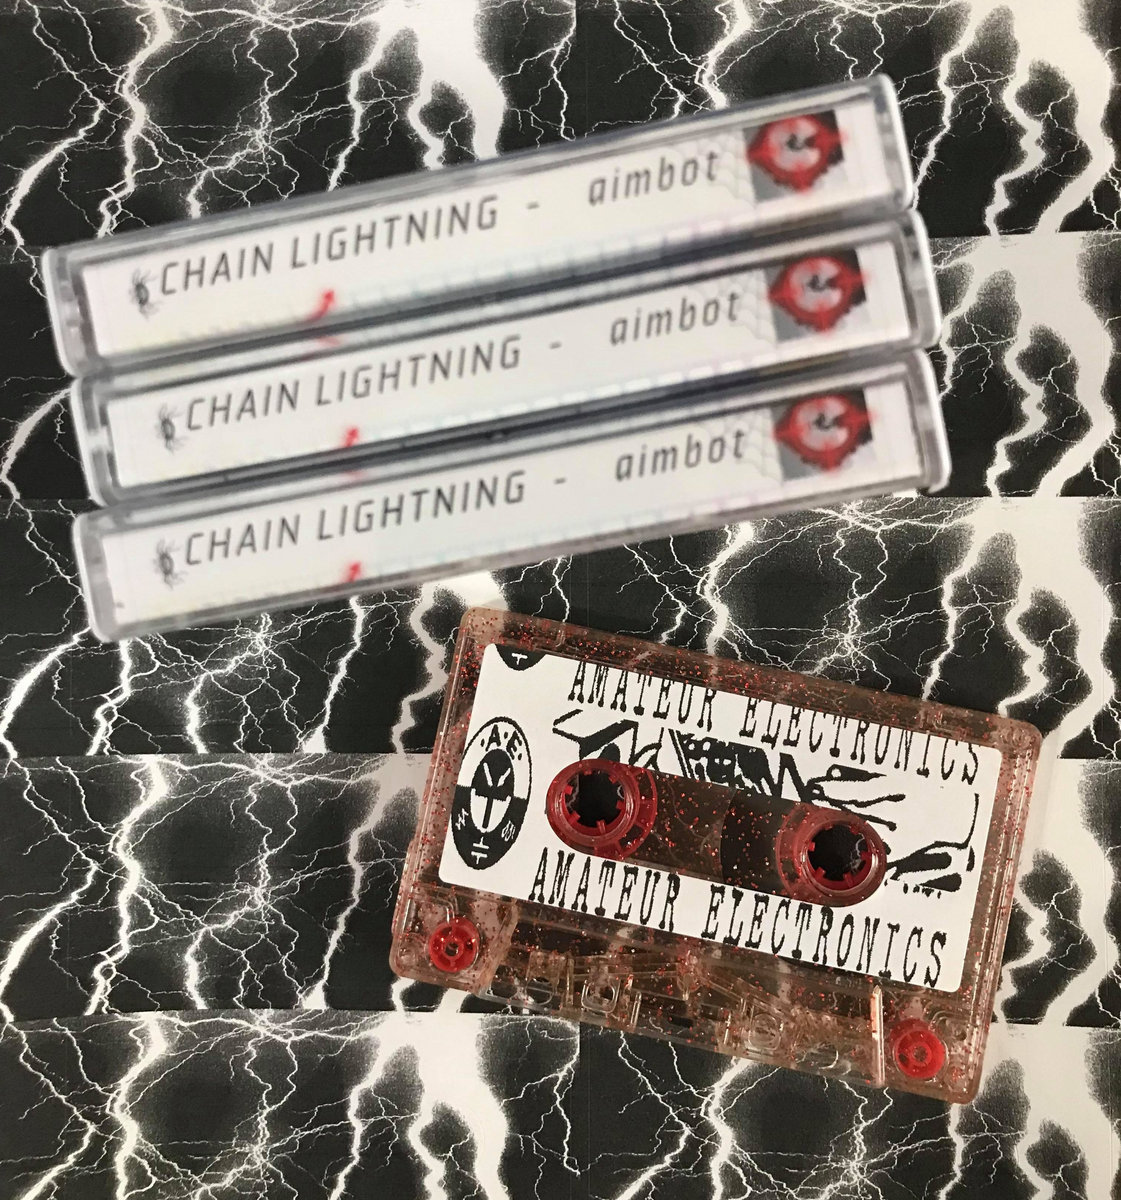 CHAIN LIGHTNING - aimbot
CHAIN LIGHTNING - aimbot
CHAIN LIGHTNING - aimbot
AMATEUR ELECTRONICS
A.E.
AMATEUR ELECTRONICS